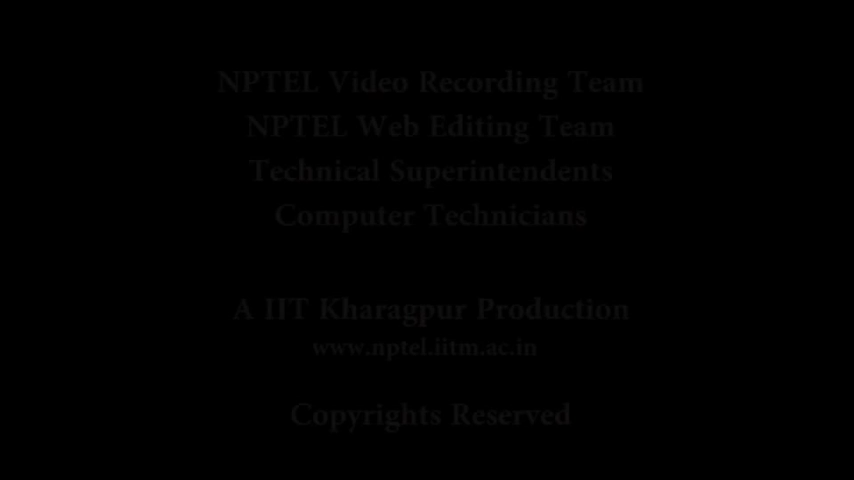 NPTEL Video Recording Team
NPTEL Web Editing Team
Technical Superintendents
Computer Technicians
A IIT Kharagpur Production
www.nptel.iitm.ac.in
Copyrights Reserved